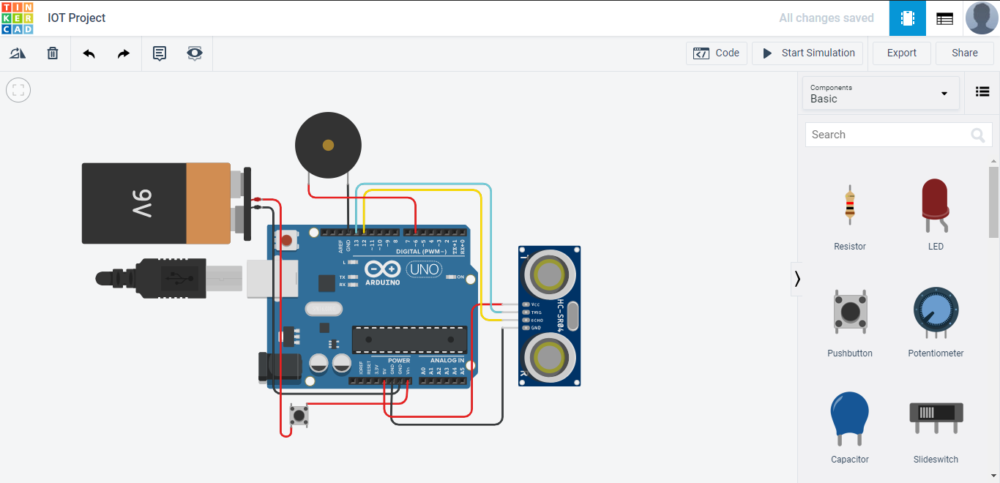 TIN
KER
CAD
IOT Project
All changes saved
Code
Start Simulation
Export
Share
Components
Basic
Search
Resistor
LED
Pushbutton
Potentiometer
Capacitor
Slideswitch
9V
AREF
GND
13
12
~11
~10
~9
8
7
~6
~5
4
~3
2
TX→1
RX←0
DIGITAL (PWM~)
L
TX
RX
ARDUINO
UNO
ON
POWER
ANALOG IN
IOREF
RESET
3.3V
5V
GND
GND
Vin
A0
A1
A2
A3
A4
A5
T
VCC
TRIG
ECHO
GND
HC-SR04
R